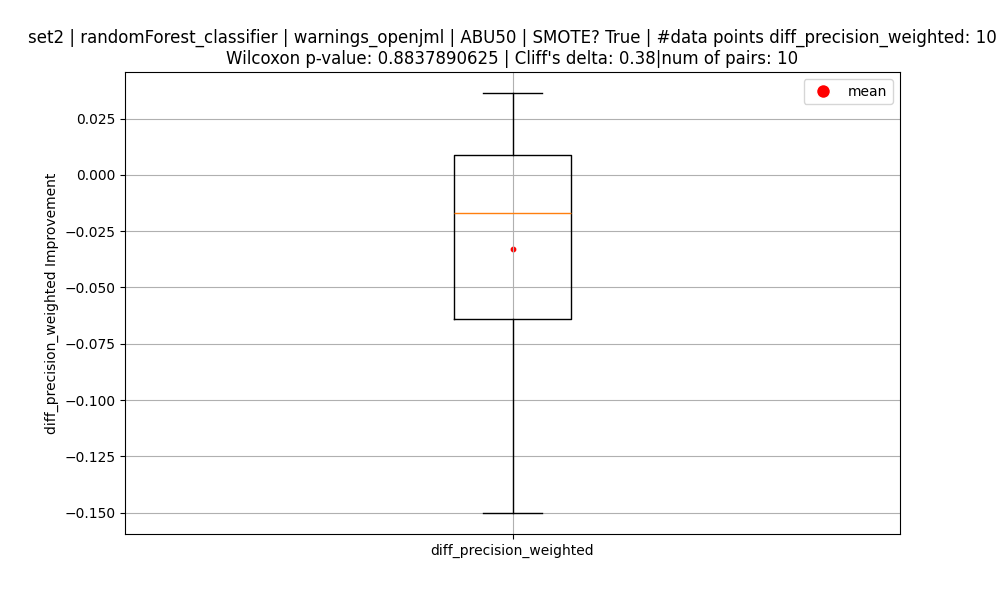 set2 | randomForest_classifier | warnings_openjml | ABU50 | SMOTE? True | #data points diff_precision_weighted: 10
Wilcoxon p-value: 0.8837890625 | Cliff's delta: 0.38|num of pairs: 10
mean
diff_precision_weighted Improvement
0.025
0.000
−0.025
−0.050
−0.075
−0.100
−0.125
−0.150
diff_precision_weighted